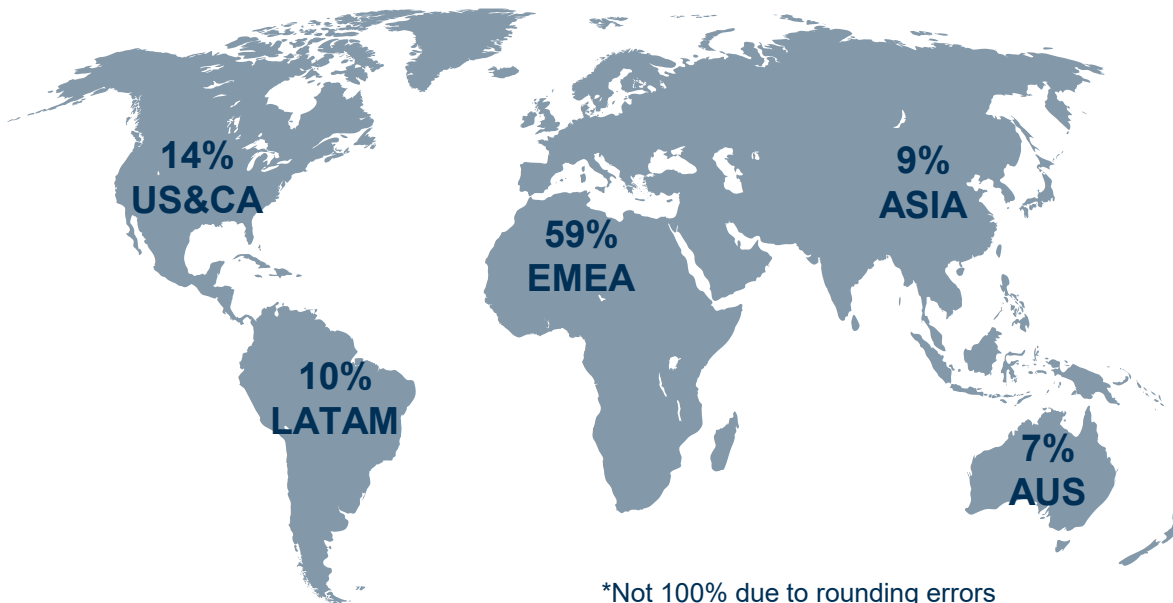 14%
US&CA
9%
ASIA
59%
EMEA
10%
LATAM
7%
AUS
*Not 100% due to rounding errors